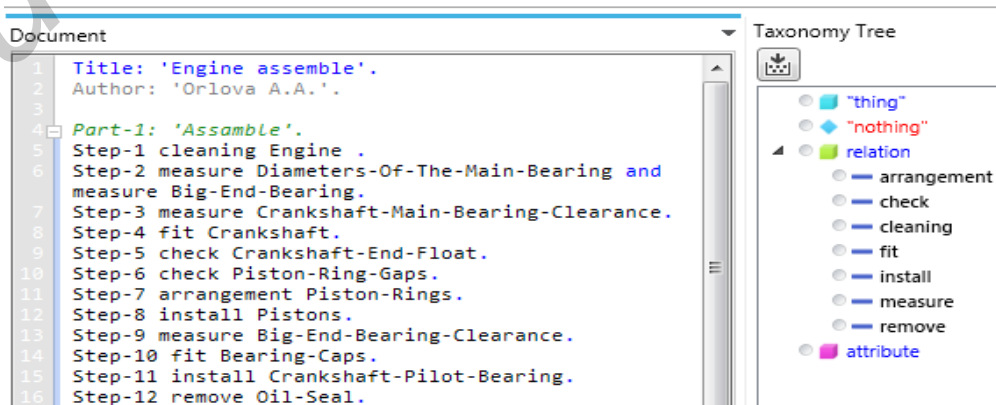 Document
1 Title: 'Engine assemble'.
2 Author: 'Orlova A.A.'.
3
4 Part-1: 'Assamble'.
5 Step-1 cleaning Engine .
6 Step-2 measure Diameters-Of-The-Main-Bearing and
measure Big-End-Bearing.
7 Step-3 measure Crankshaft-Main-Bearing-Clearance.
8 Step-4 fit Crankshaft.
9 Step-5 check Crankshaft-End-Float.
10 Step-6 check Piston-Ring-Gaps.
11 Step-7 arrangement Piston-Rings.
12 Step-8 install Pistons.
13 Step-9 measure Big-End-Bearing-Clearance.
14 Step-10 fit Bearing-Caps.
15 Step-11 install Crankshaft-Pilot-Bearing.
16 Step-12 remove Oil-Seal.
Taxonomy Tree
"thing"
"nothing"
relation
arrangement
check
cleaning
fit
install
measure
remove
attribute